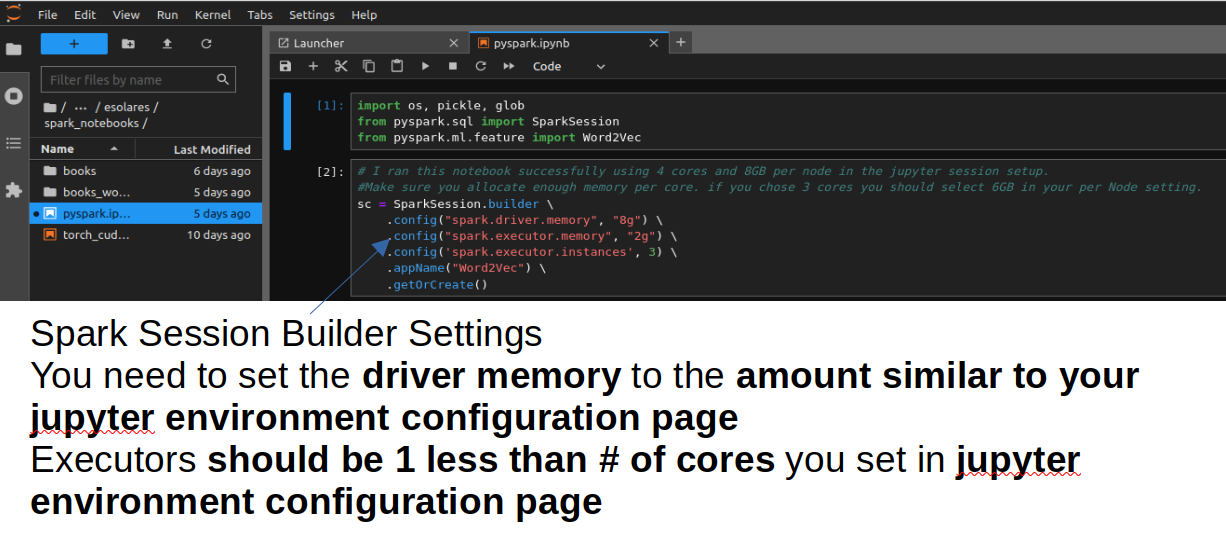 File Edit View Run Kernel Tabs Settings Help
Launcher
pyspark.ipynb
Code
Filter files by name
/ ... / esolares /
spark_notebooks /
Name Last Modified
books 6 days ago
books_wo... 5 days ago
pyspark.ip... 5 days ago
torch_cud... 10 days ago
[1]: import os, pickle, glob
from pyspark.sql import SparkSession
from pyspark.ml.feature import Word2Vec
[2]: # I ran this notebook successfully using 4 cores and 8GB per node in the jupyter session setup.
#Make sure you allocate enough memory per core. if you chose 3 cores you should select 6GB in your per Node setting.
sc = SparkSession.builder \
.config("spark.driver.memory", "8g") \
.config("spark.executor.memory", "2g") \
.config('spark.executor.instances', 3) \
.appName("Word2Vec") \
.getOrCreate()
Spark Session Builder Settings
You need to set the driver memory to the amount similar to your
jupyter environment configuration page
Executors should be 1 less than # of cores you set in jupyter
environment configuration page